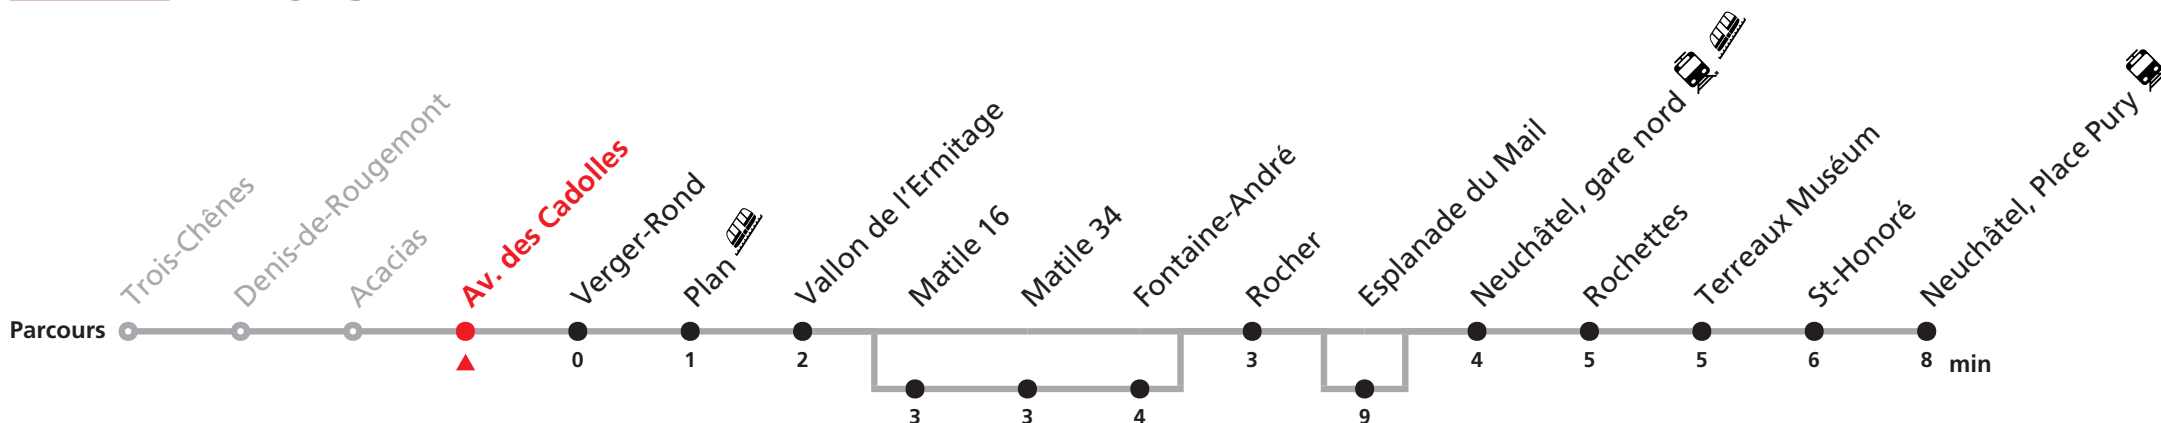 Trois-Chênes
Denis-de-Rougemont
Acacias
Av. des Cadolles
Verger-Rond
Plan
Vallon de l'Ermitage
Matile 16
Matile 34
Fontaine-André
Rocher
Esplanade du Mail
Neuchâtel, gare nord
Rochettes
Terreaux Muséum
St-Honoré
Neuchâtel, Place Pury
Parcours
0 1 2 3 4 5 5 6 8 min
3 3 4 9